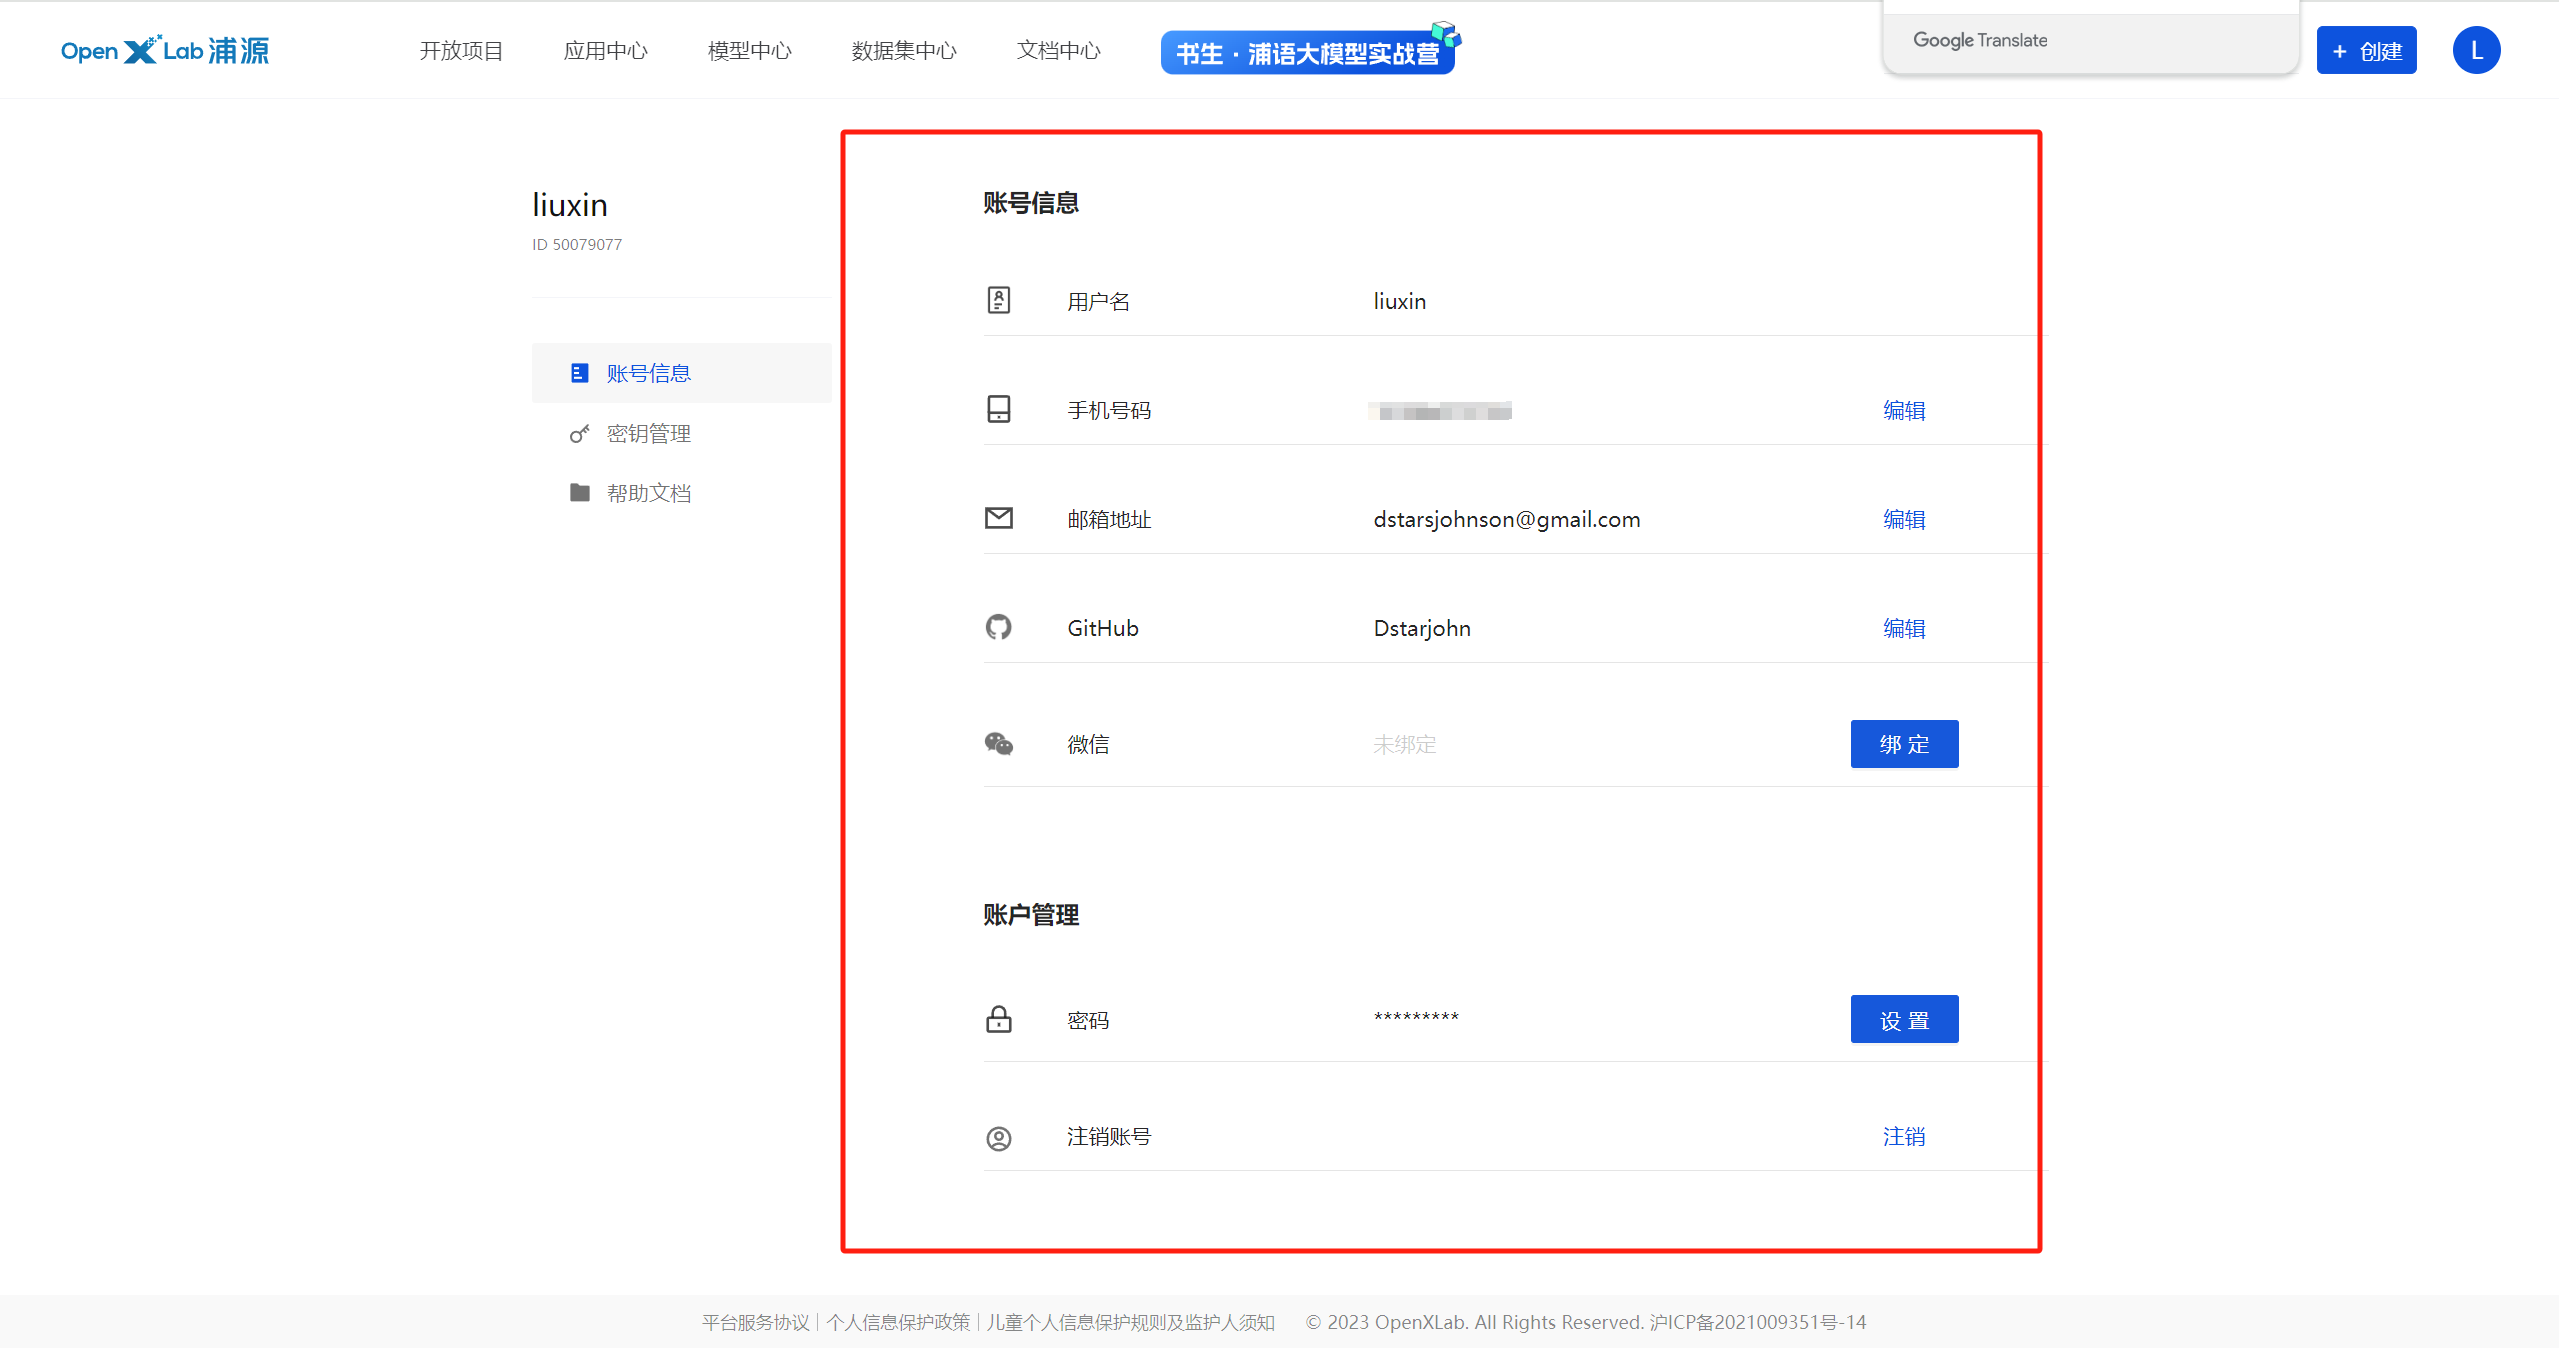 Open X Lab 浦源
开放项目 应用中心 模型中心 数据集中心 文档中心 书生·浦语大模型实战营 Google Translate + 创建 L
liuxin
ID 50079077
账号信息
密钥管理
帮助文档
账号信息
用户名 liuxin
手机号码 编辑
邮箱地址 dstarsjohnson@gmail.com 编辑
GitHub Dstarjohn 编辑
微信 未绑定 绑 定
账户管理
密码 ********* 设 置
注销账号 注销
平台服务协议 | 个人信息保护政策 | 儿童个人信息保护规则及监护人须知 © 2023 OpenXLab. All Rights Reserved. 沪ICP备2021009351号-14